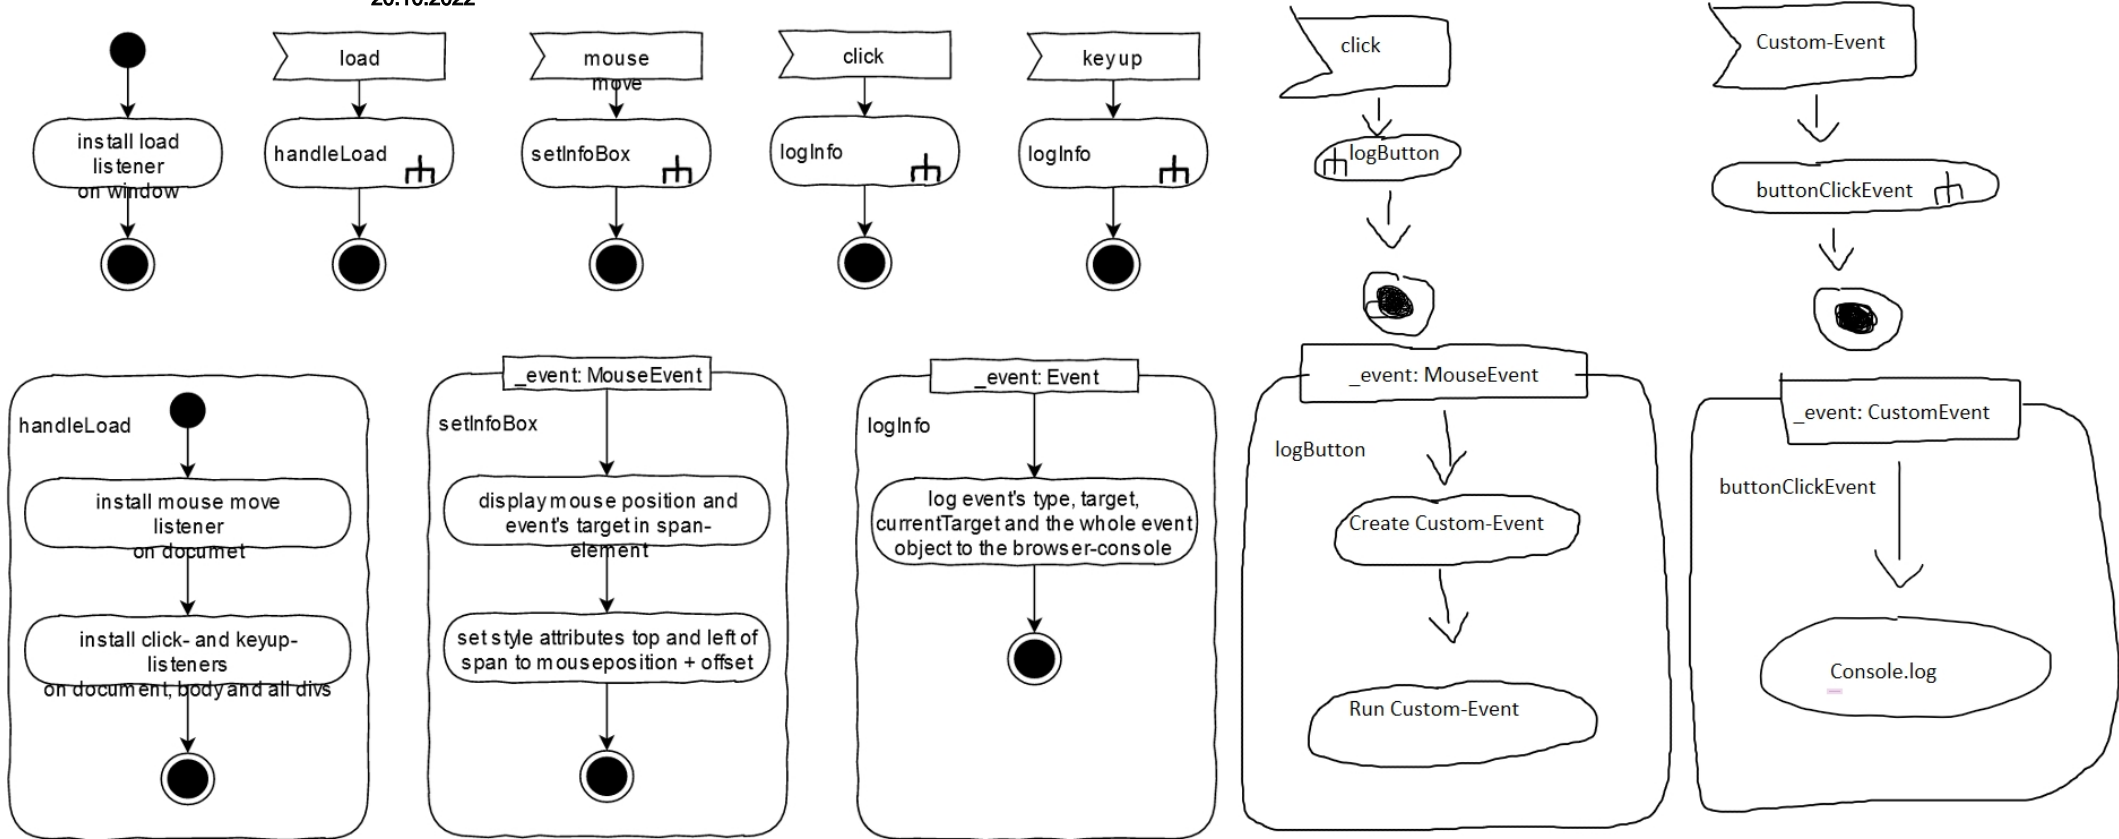 20.10.2022
load
mouse
move
click
keyup
click
Custom-Event
install load
listener
on window
handleLoad
setInfoBox
logInfo
logInfo
logButton
buttonClickEvent
handleLoad
install mouse move
listener
on documet
install click- and keyup-
listeners
on document, body and all divs
_event: MouseEvent
setInfoBox
display mouse position and
event's target in span-
element
set style attributes top and left of
span to mouseposition + offset
_event: Event
logInfo
log event's type, target,
currentTarget and the whole event
object to the browser-console
_event: MouseEvent
logButton
Create Custom-Event
Run Custom-Event
_event: CustomEvent
buttonClickEvent
Console.log